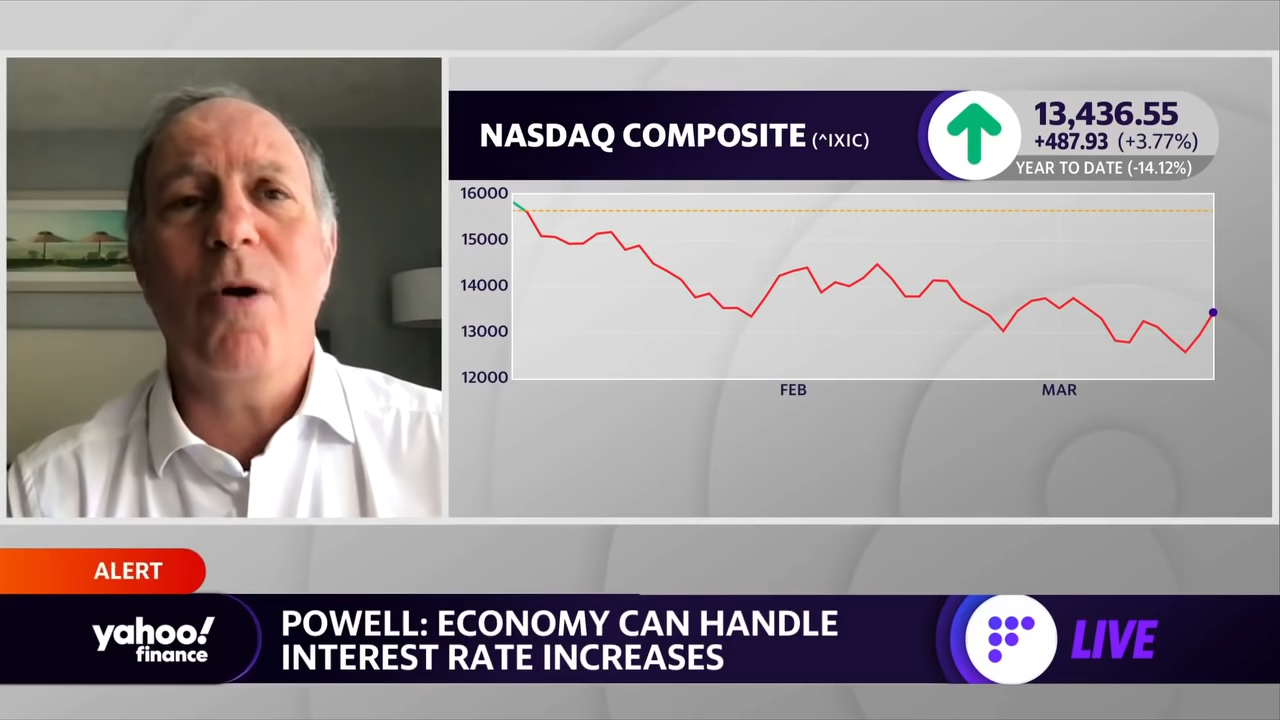 NASDAQ COMPOSITE (^IXIC)
13,436.55
+487.93 (+3.77%)
YEAR TO DATE (-14.12%)
16000
15000
14000
13000
12000
FEB
MAR
ALERT
yahoo!
finance
POWELL: ECONOMY CAN HANDLE
INTEREST RATE INCREASES
LIVE